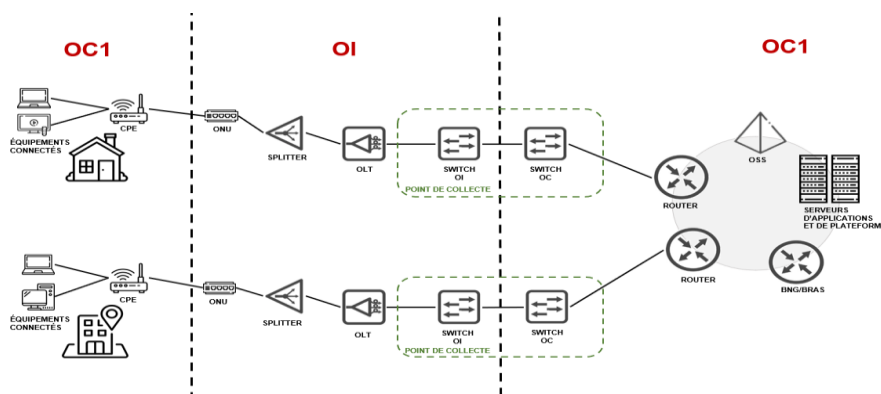 OC1
OI
OC1
ÉQUIPEMENTS
CONNECTÉS
CPE
ONU
SPLITTER
OLT
SWITCH
OI
SWITCH
OC
POINT DE COLLECTE
ROUTER
OSS
SERVEURS
D'APPLICATIONS
ET DE PLATEFORM
ROUTER
BNG/BRAS
ÉQUIPEMENTS
CONNECTÉS
CPE
ONU
SPLITTER
OLT
SWITCH
OI
SWITCH
OC
POINT DE COLLECTE